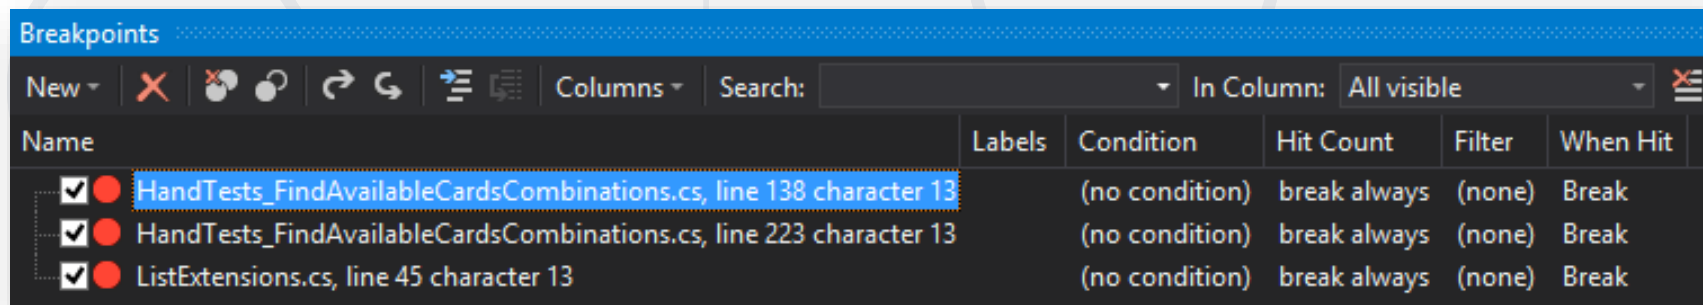 Breakpoints
New Columns Search: In Column: All visible
Name Labels Condition Hit Count Filter When Hit
HandTests_FindAvailableCardsCombinations.cs, line 138 character 13 (no condition) break always (none) Break
HandTests_FindAvailableCardsCombinations.cs, line 223 character 13 (no condition) break always (none) Break
ListExtensions.cs, line 45 character 13 (no condition) break always (none) Break